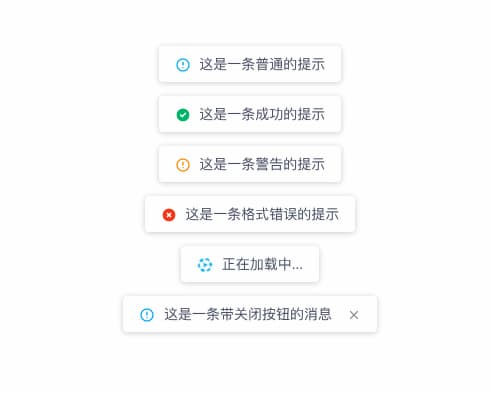 这是一条普通的提示
这是一条成功的提示
这是一条警告的提示
这是一条格式错误的提示
正在加载中...
这是一条带关闭按钮的消息